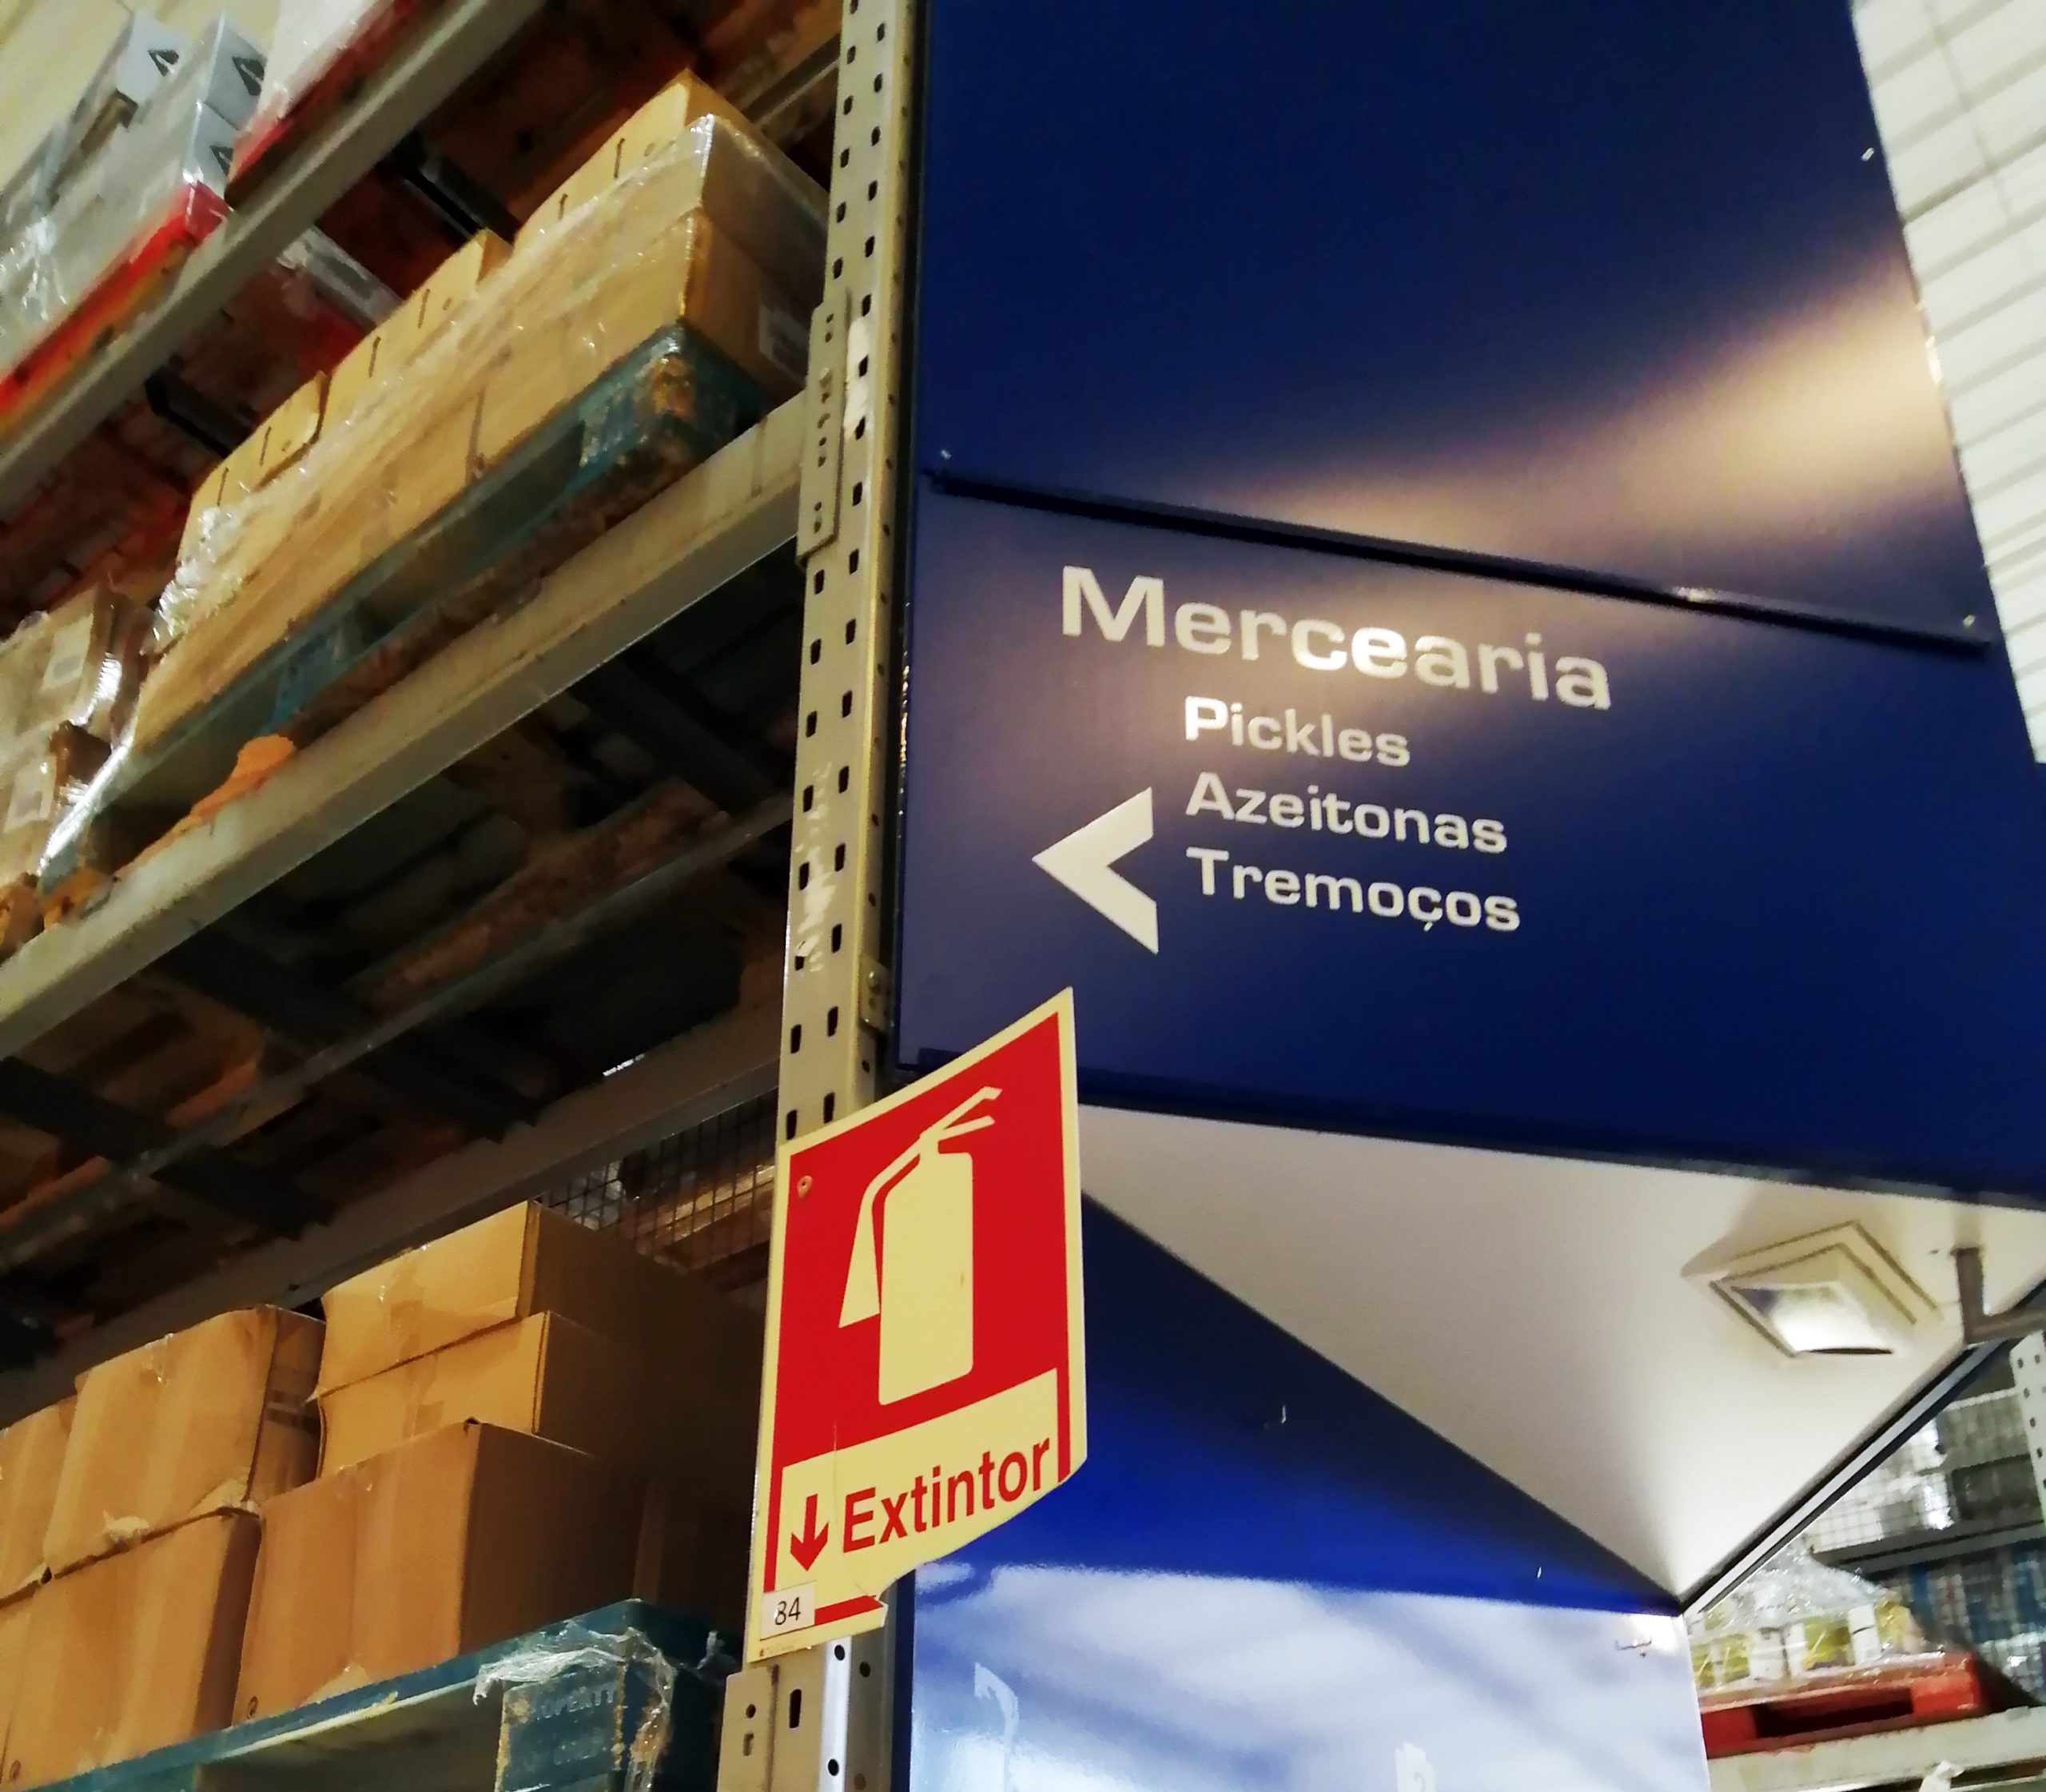 Mercearia
Pickles
Azeitonas
Tremoços
Extintor
84